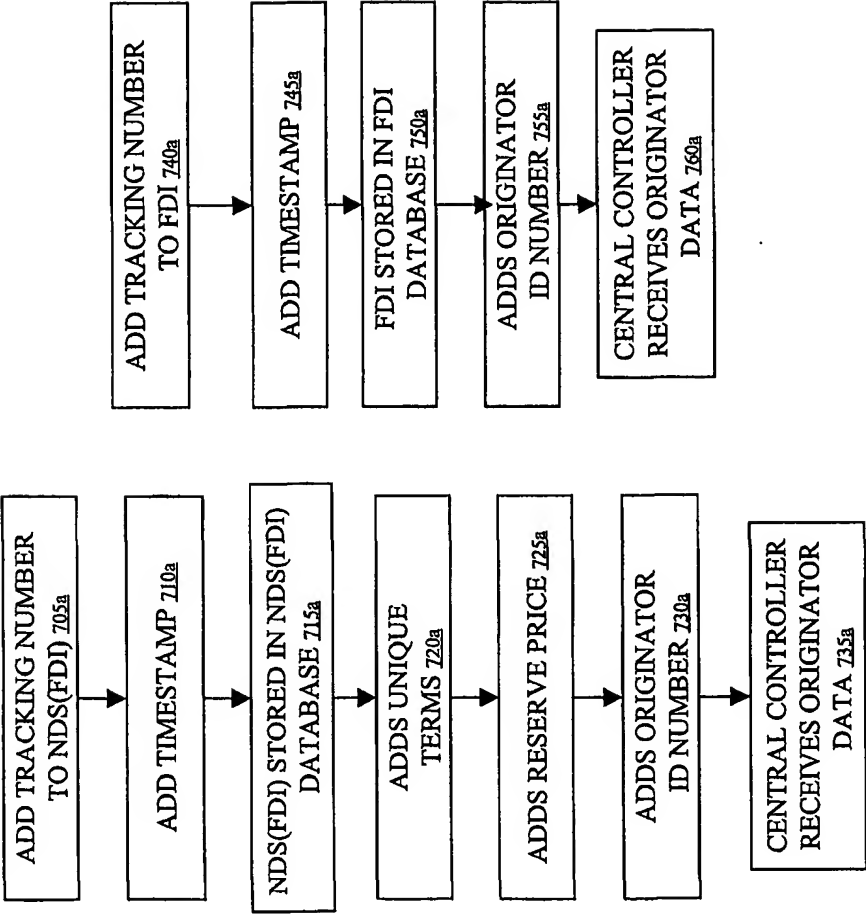 ADD TRACKING NUMBER
TO NDS(FDI) 705a
ADD TIMESTAMP 710a
NDS(FDI) STORED IN NDS(FDI)
DATABASE 715a
ADDS UNIQUE
TERMS 720a
ADDS RESERVE PRICE 725a
ADDS ORIGINATOR
ID NUMBER 730a
CENTRAL CONTROLLER
RECEIVES ORIGINATOR
DATA 735a
ADD TRACKING NUMBER
TO FDI 740a
ADD TIMESTAMP 745a
FDI STORED IN FDI
DATABASE 750a
ADDS ORIGINATOR
ID NUMBER 755a
CENTRAL CONTROLLER
RECEIVES ORIGINATOR
DATA 760a